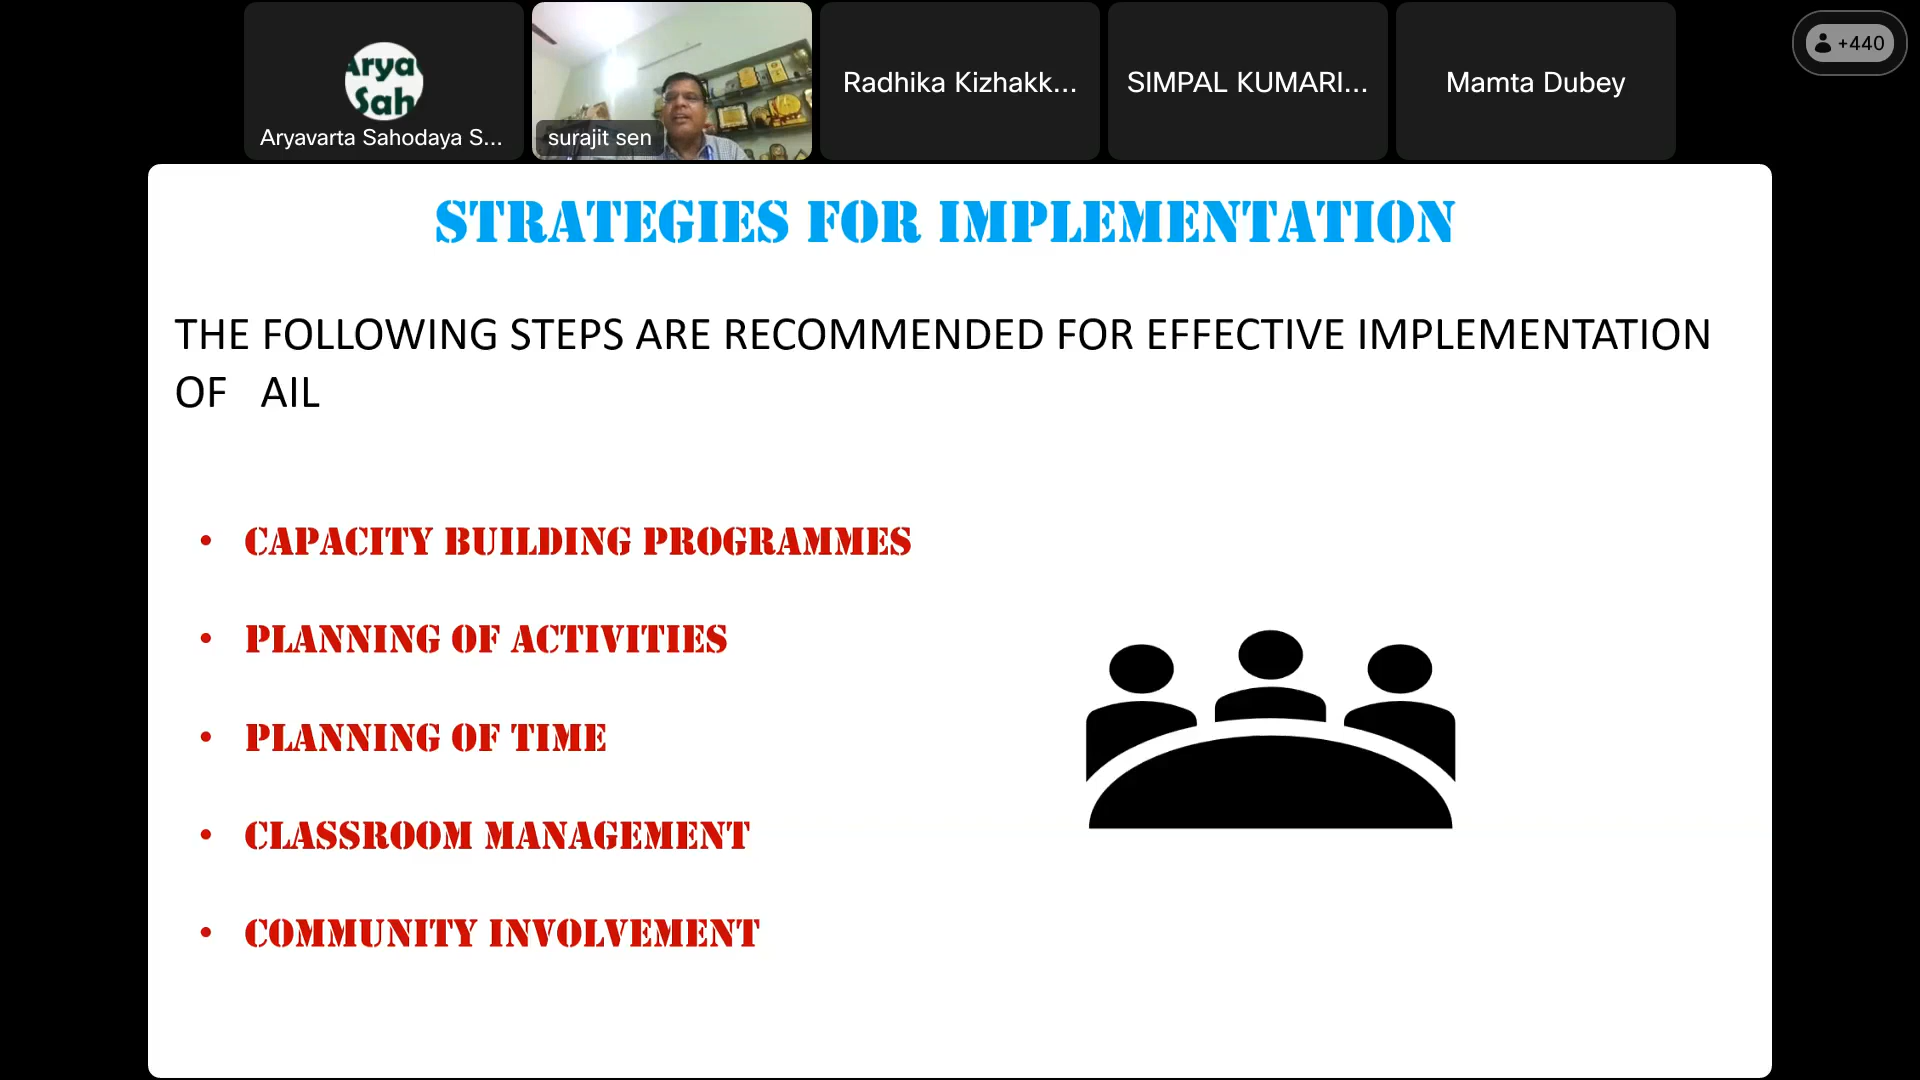 Arya
Sah
Aryavarta Sahodaya S...
surajit sen
Radhika Kizhakk...
SIMPAL KUMARI...
Mamta Dubey
+440
STRATEGIES FOR IMPLEMENTATION
THE FOLLOWING STEPS ARE RECOMMENDED FOR EFFECTIVE IMPLEMENTATION
OF AIL
• CAPACITY BUILDING PROGRAMMES
• PLANNING OF ACTIVITIES
• PLANNING OF TIME
• CLASSROOM MANAGEMENT
• COMMUNITY INVOLVEMENT